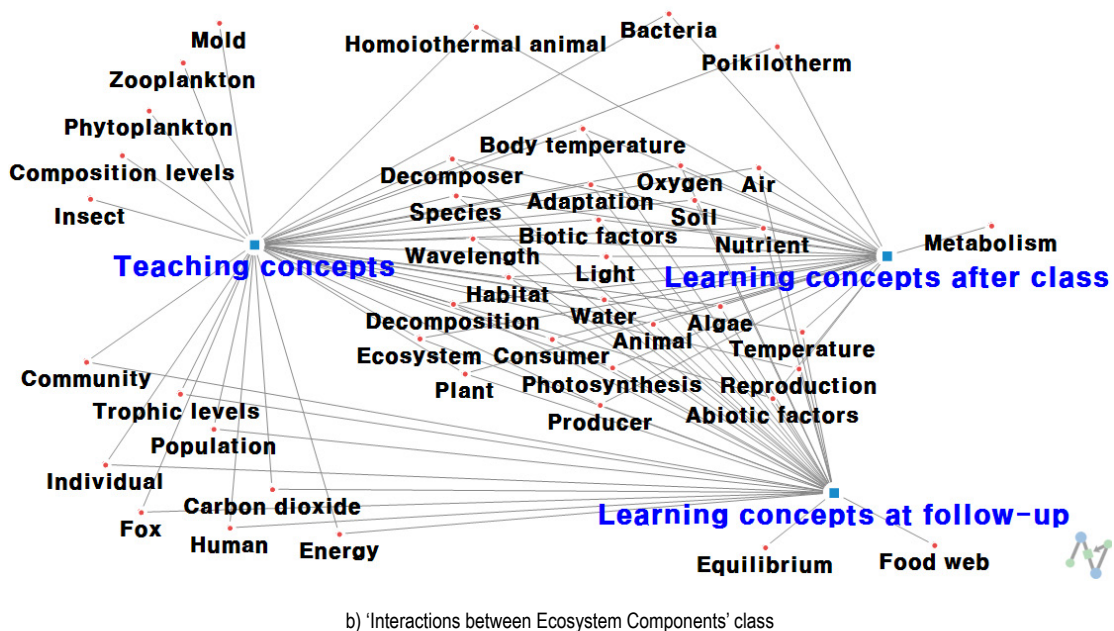 Bacteria
Mold
Homoiothermal animal
Poikilotherm
Zooplankton
Phytoplankton
Body temperature
Composition levels
Decomposer
Oxygen
Air
Insect
Species
Adaptation
Soil
Biotic factors
Nutrient
Metabolism
Wavelength
Teaching concepts
Light
Learning concepts after class
Habitat
Decomposition
Water
Algae
Animal
Temperature
Ecosystem
Consumer
Community
Plant
Photosynthesis
Reproduction
Trophic levels
Producer
Abiotic factors
Population
Individual
Carbon dioxide
Learning concepts at follow-up
Fox
Human
Energy
Equilibrium
Food web
b) ‘Interactions between Ecosystem Components’ class